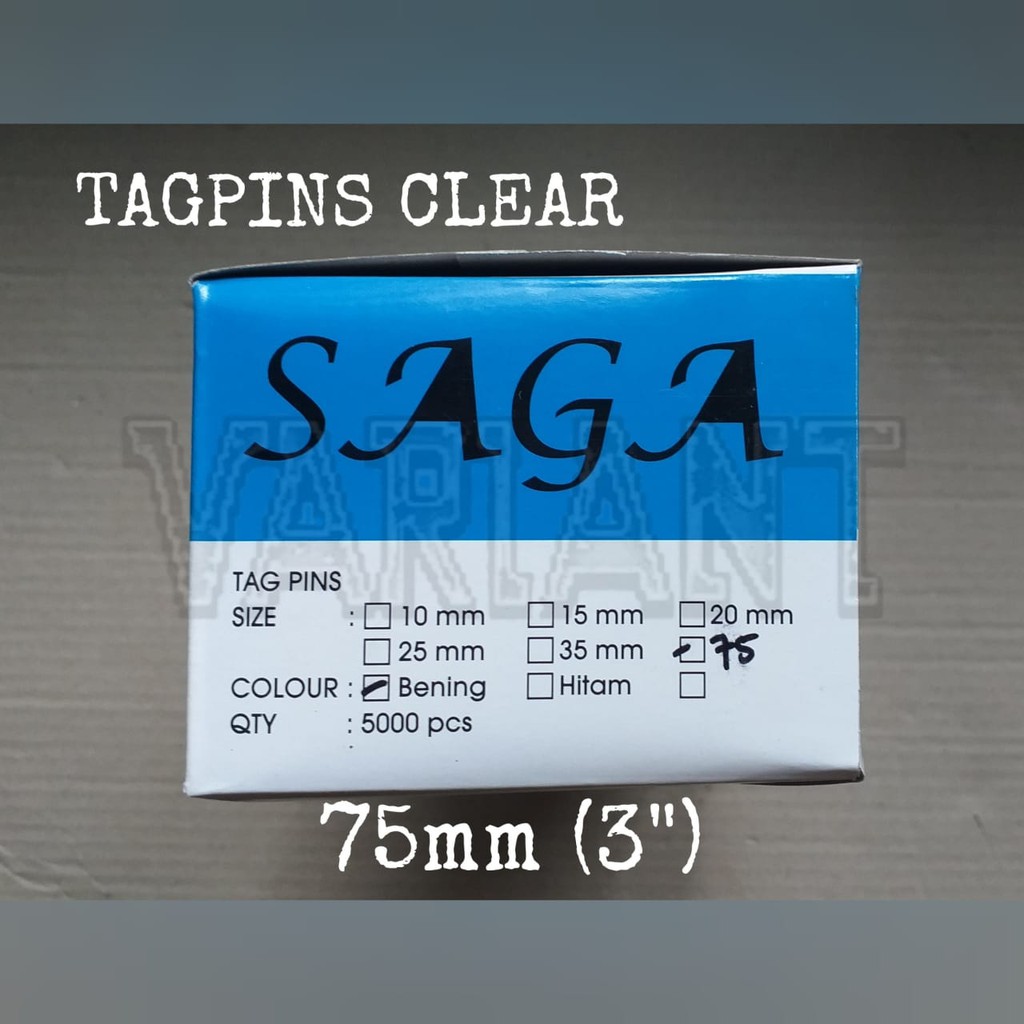 TAGPINS CLEAR
SAGA
VARIANT
TAG PINS
SIZE : 10 mm 15 mm 20 mm
25 mm 35 mm 75
COLOUR : Bening Hitam
QTY : 5000 pcs
75mm (3")